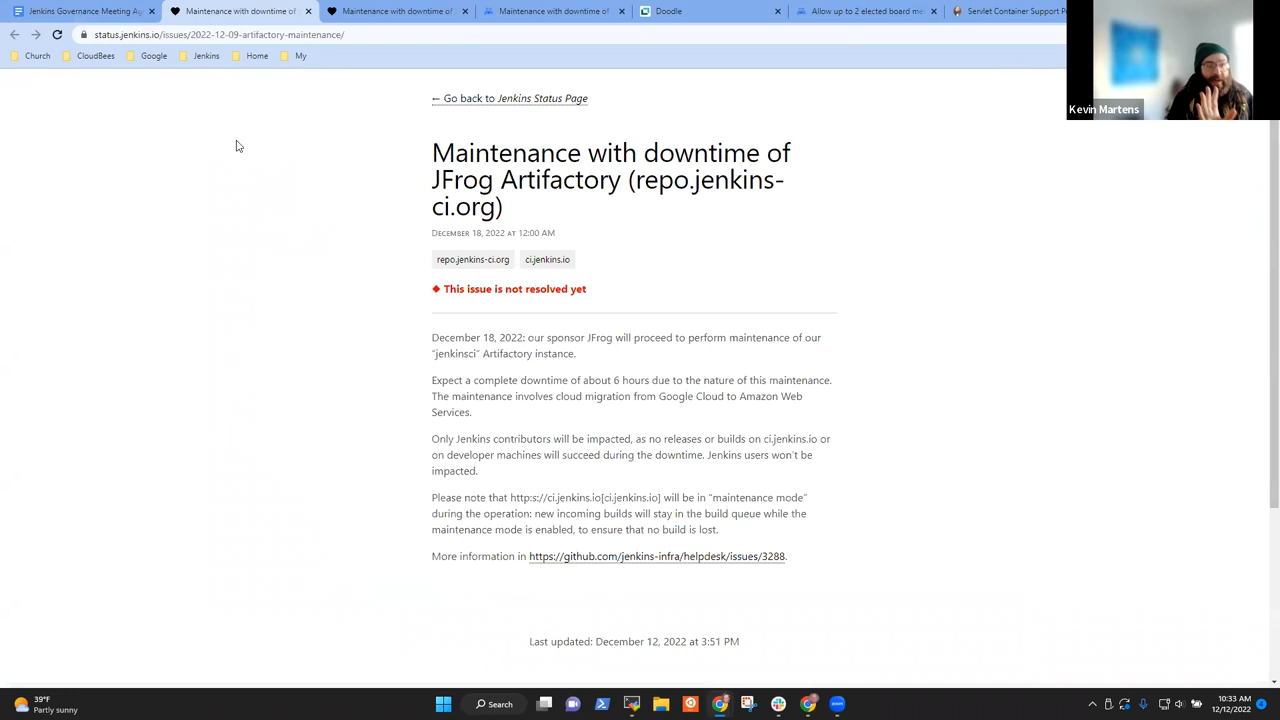 Jenkins Governance Meeting Ag
Maintenance with downtime of
Maintenance with downtime of
Maintenance with downtime of
Doodle
Allow up to 2 elected board me
Servlet Container Support P
status.jenkins.io/issues/2022-12-09-artifactory-maintenance/
Church
CloudBees
Google
Jenkins
Home
My
Kevin Martens
← Go back to Jenkins Status Page
Maintenance with downtime of
JFrog Artifactory (repo.jenkins-
ci.org)
December 18, 2022 at 12:00 AM
repo.jenkins-ci.org ci.jenkins.io
◆ This issue is not resolved yet
December 18, 2022: our sponsor JFrog will proceed to perform maintenance of our
"jenkinsci" Artifactory instance.
Expect a complete downtime of about 6 hours due to the nature of this maintenance.
The maintenance involves cloud migration from Google Cloud to Amazon Web
Services.
Only Jenkins contributors will be impacted, as no releases or builds on ci.jenkins.io or
on developer machines will succeed during the downtime. Jenkins users won't be
impacted.
Please note that http:s://ci.jenkins.io[ci.jenkins.io] will be in "maintenance mode"
during the operation: new incoming builds will stay in the build queue while the
maintenance mode is enabled, to ensure that no build is lost.
More information in https://github.com/jenkins-infra/helpdesk/issues/3288.
Last updated: December 12, 2022 at 3:51 PM
39°F
Partly sunny
Search
10:33 AM
12/12/2022